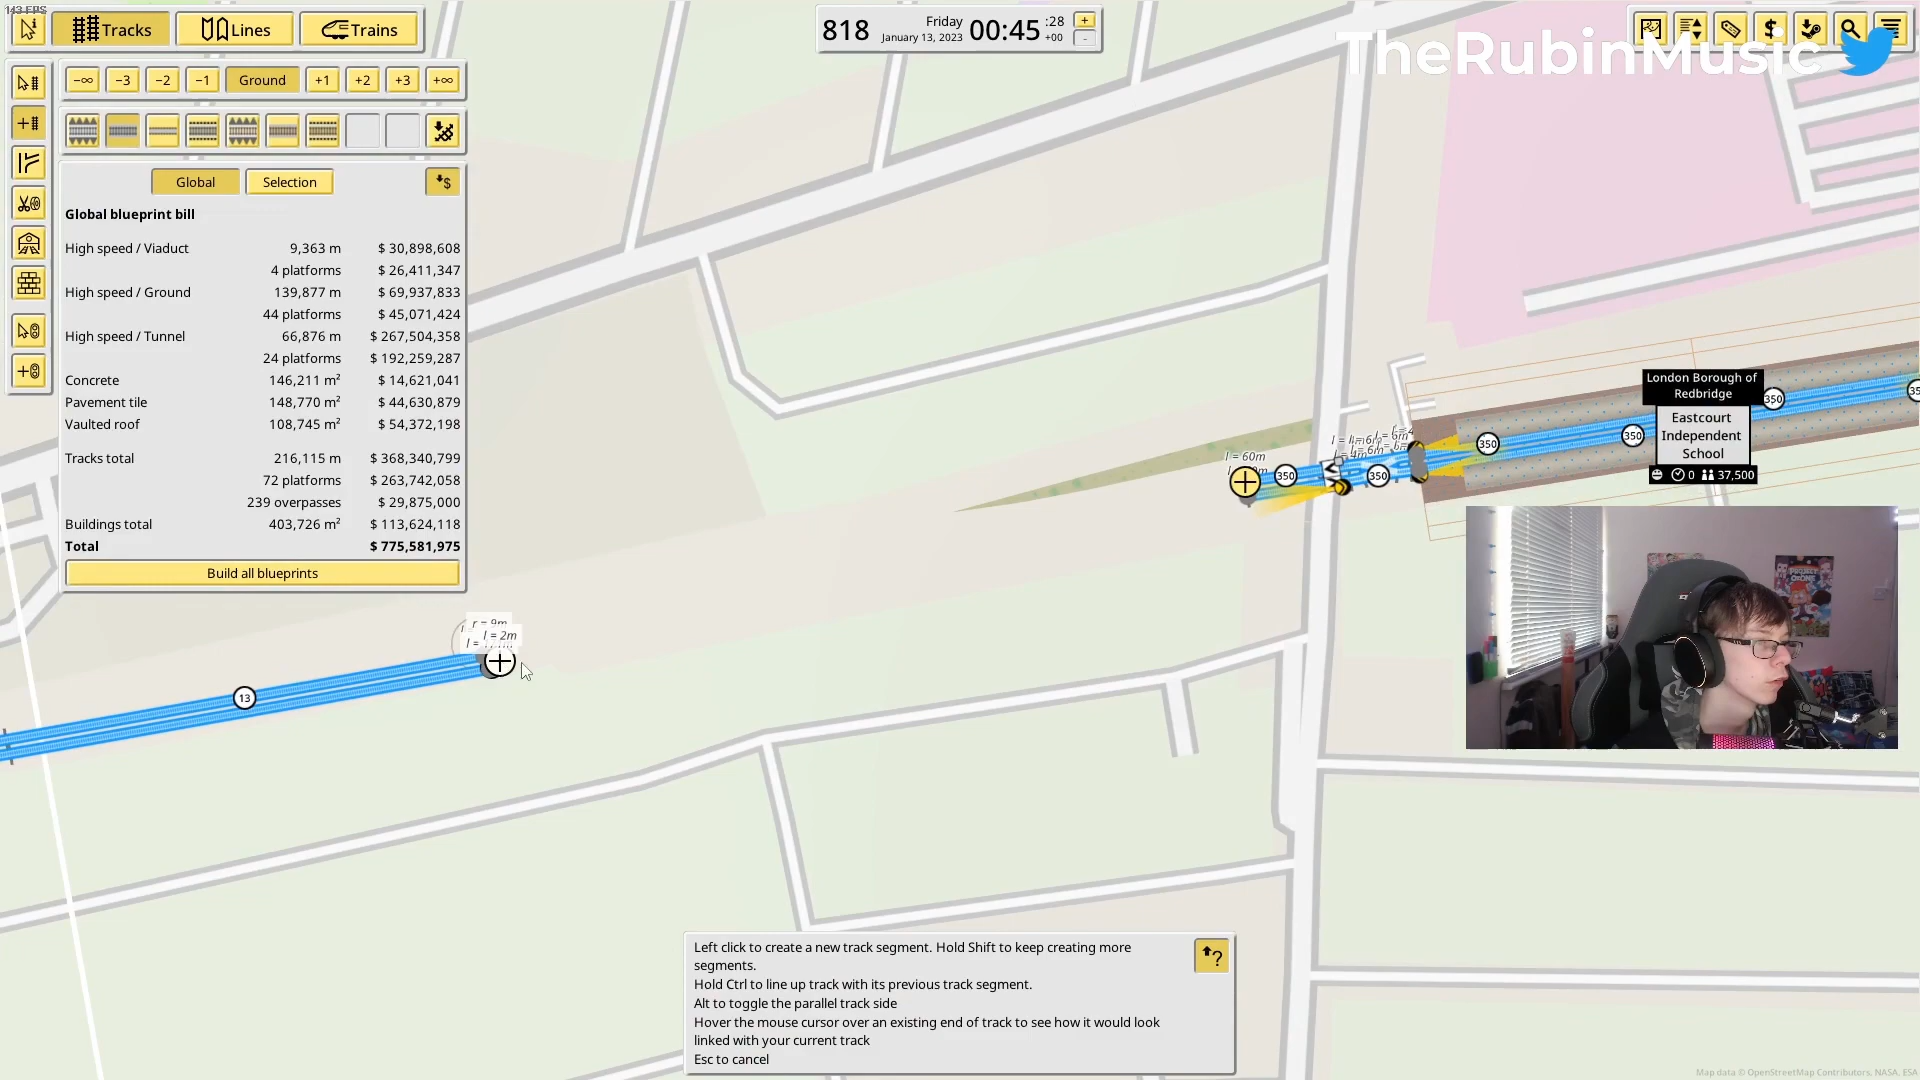 143 FPS
Tracks
Lines
Trains
818
Friday
January 13, 2023
00:45
:28
+00
+
-
TheRubinMusic
−∞
−3
−2
−1
Ground
+1
+2
+3
+∞
Global
Selection
Global blueprint bill
High speed / Viaduct 9,363 m $ 30,898,608
4 platforms $ 26,411,347
High speed / Ground 139,877 m $ 69,937,833
44 platforms $ 45,071,424
High speed / Tunnel 66,876 m $ 267,504,358
24 platforms $ 192,259,287
Concrete 146,211 m² $ 14,621,041
Pavement tile 148,770 m² $ 44,630,879
Vaulted roof 108,745 m² $ 54,372,198
Tracks total 216,115 m $ 368,340,799
72 platforms $ 263,742,058
239 overpasses $ 29,875,000
Buildings total 403,726 m² $ 113,624,118
Total $ 775,581,975
Build all blueprints
London Borough of
Redbridge
Eastcourt
Independent
School
0 37,500
350
350
350
350
350
l = 60m
r = 9m
l = 2m
13
Left click to create a new track segment. Hold Shift to keep creating more
segments.
Hold Ctrl to line up track with its previous track segment.
Alt to toggle the parallel track side
Hover the mouse cursor over an existing end of track to see how it would look
linked with your current track
Esc to cancel
Map data © OpenStreetMap Contributors, NASA, ESA